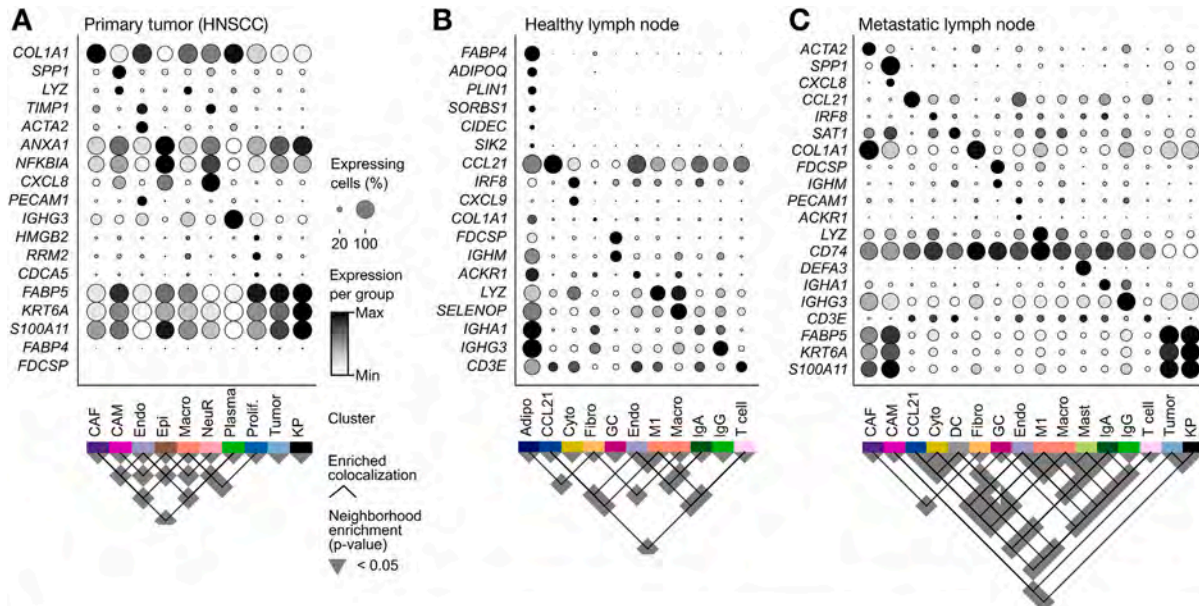 A
Primary tumor (HNSCC)
COL1A1
SPP1
LYZ
TIMP1
ACTA2
ANXA1
NFKBIA
CXCL8
PECAM1
IGHG3
HMGB2
RRM2
CDCA5
FABP5
KRT6A
S100A11
FABP4
FDCSP
CAF
CAM
Endo
Epi
Macro
NeuR
Plasma
Prolif.
Tumor
KP
Expressing
cells (%)
20 100
Expression
per group
Max
Min
Cluster
Enriched
colocalization
Neighborhood
enrichment
(p-value)
< 0.05
B
Healthy lymph node
FABP4
ADIPOQ
PLIN1
SORBS1
CIDEC
SIK2
CCL21
IRF8
CXCL9
COL1A1
FDCSP
IGHM
ACKR1
LYZ
SELENOP
IGHA1
IGHG3
CD3E
Adipo
CCL21
Cyto
Fibro
GC
Endo
M1
Macro
IgA
IgG
T cell
C
Metastatic lymph node
ACTA2
SPP1
CXCL8
CCL21
IRF8
SAT1
COL1A1
FDCSP
IGHM
PECAM1
ACKR1
LYZ
CD74
DEFA3
IGHA1
IGHG3
CD3E
FABP5
KRT6A
S100A11
CAF
CAM
CCL21
Cyto
DC
Fibro
GC
Endo
M1
Macro
Mast
IgA
IgG
T cell
Tumor
KP